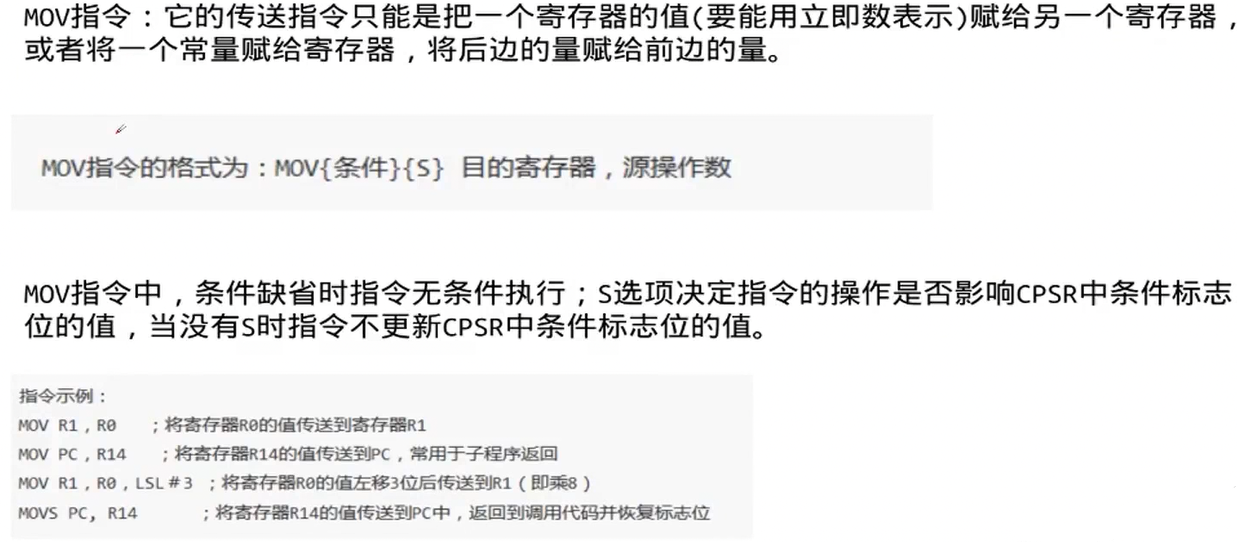 MOV指令：它的传送指令只能是把一个寄存器的值(要能用立即数表示)赋给另一个寄存器，
或者将一个常量赋给寄存器，将后边的量赋给前边的量。
MOV指令的格式为：MOV{条件}{S} 目的寄存器，源操作数
MOV指令中，条件缺省时指令无条件执行；S选项决定指令的操作是否影响CPSR中条件标志
位的值，当没有S时指令不更新CPSR中条件标志位的值。
指令示例：
MOV R1，R0 ；将寄存器R0的值传送到寄存器R1
MOV PC，R14 ；将寄存器R14的值传送到PC，常用于子程序返回
MOV R1，R0，LSL＃3 ；将寄存器R0的值左移3位后传送到R1（即乘8）
MOVS PC, R14 ；将寄存器R14的值传送到PC中，返回到调用代码并恢复标志位